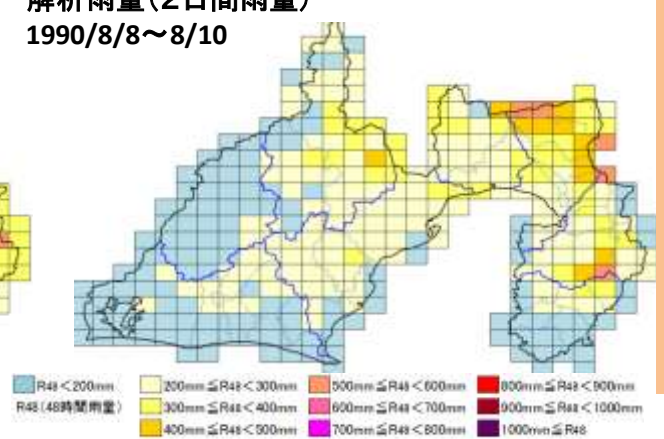 解析雨量（２日間雨量）
1990/8/8～8/10
R48＜200mm
200mm≦R48＜300mm
500mm≦R48＜600mm
800mm≦R48＜900mm
R48（48時間雨量）
300mm≦R48＜400mm
600mm≦R48＜700mm
900mm≦R48＜1000mm
400mm≦R48＜500mm
700mm≦R48＜800mm
1000mm≦R48